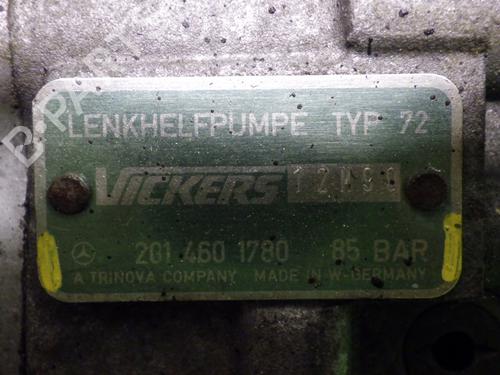 LENKHELFPUMPE TYP 72
VICKERS
201 460 1780 85 BAR
A TRINOVA COMPANY MADE IN W-GERMANY